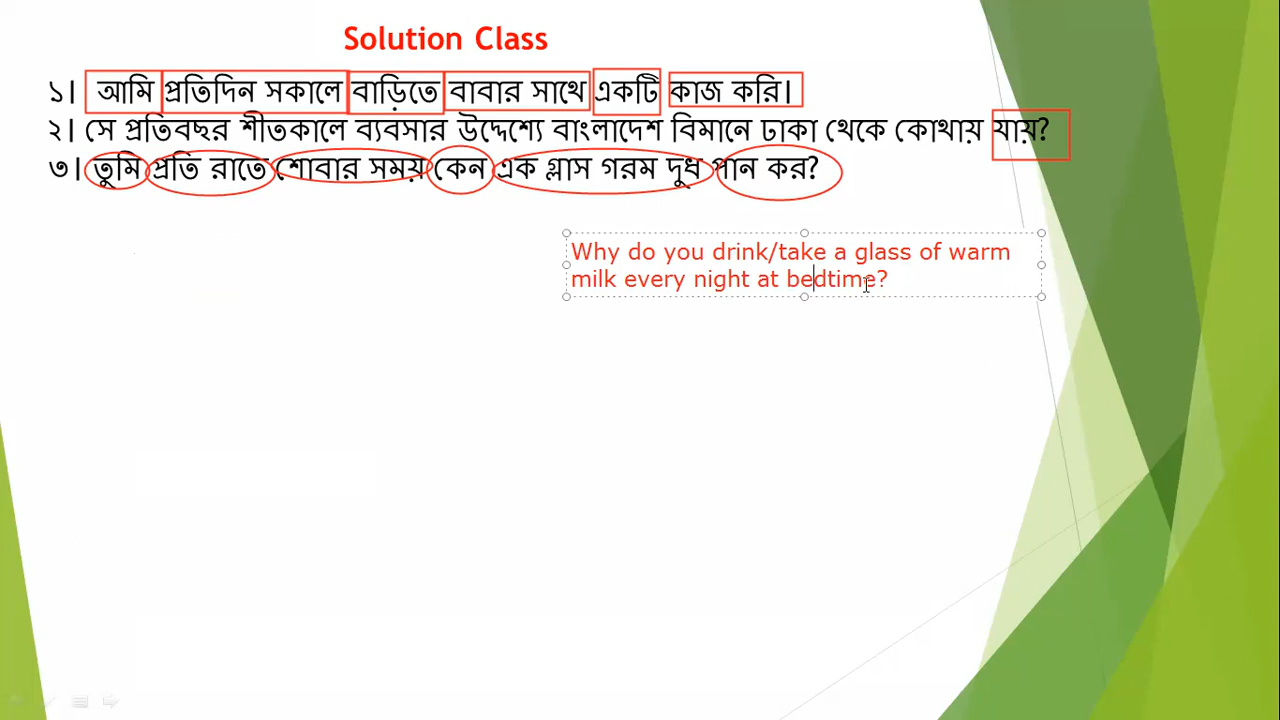 Solution Class
১। আমি প্রতিদিন সকালে বাড়িতে বাবার সাথে একটি কাজ করি।
২। সে প্রতিবছর শীতকালে ব্যবসার উদ্দেশ্যে বাংলাদেশ বিমানে ঢাকা থেকে কোথায় যায়?
৩। তুমি প্রতি রাতে শোবার সময় কেন এক গ্লাস গরম দুধ পান কর?
Why do you drink/take a glass of warm
milk every night at bedtime?